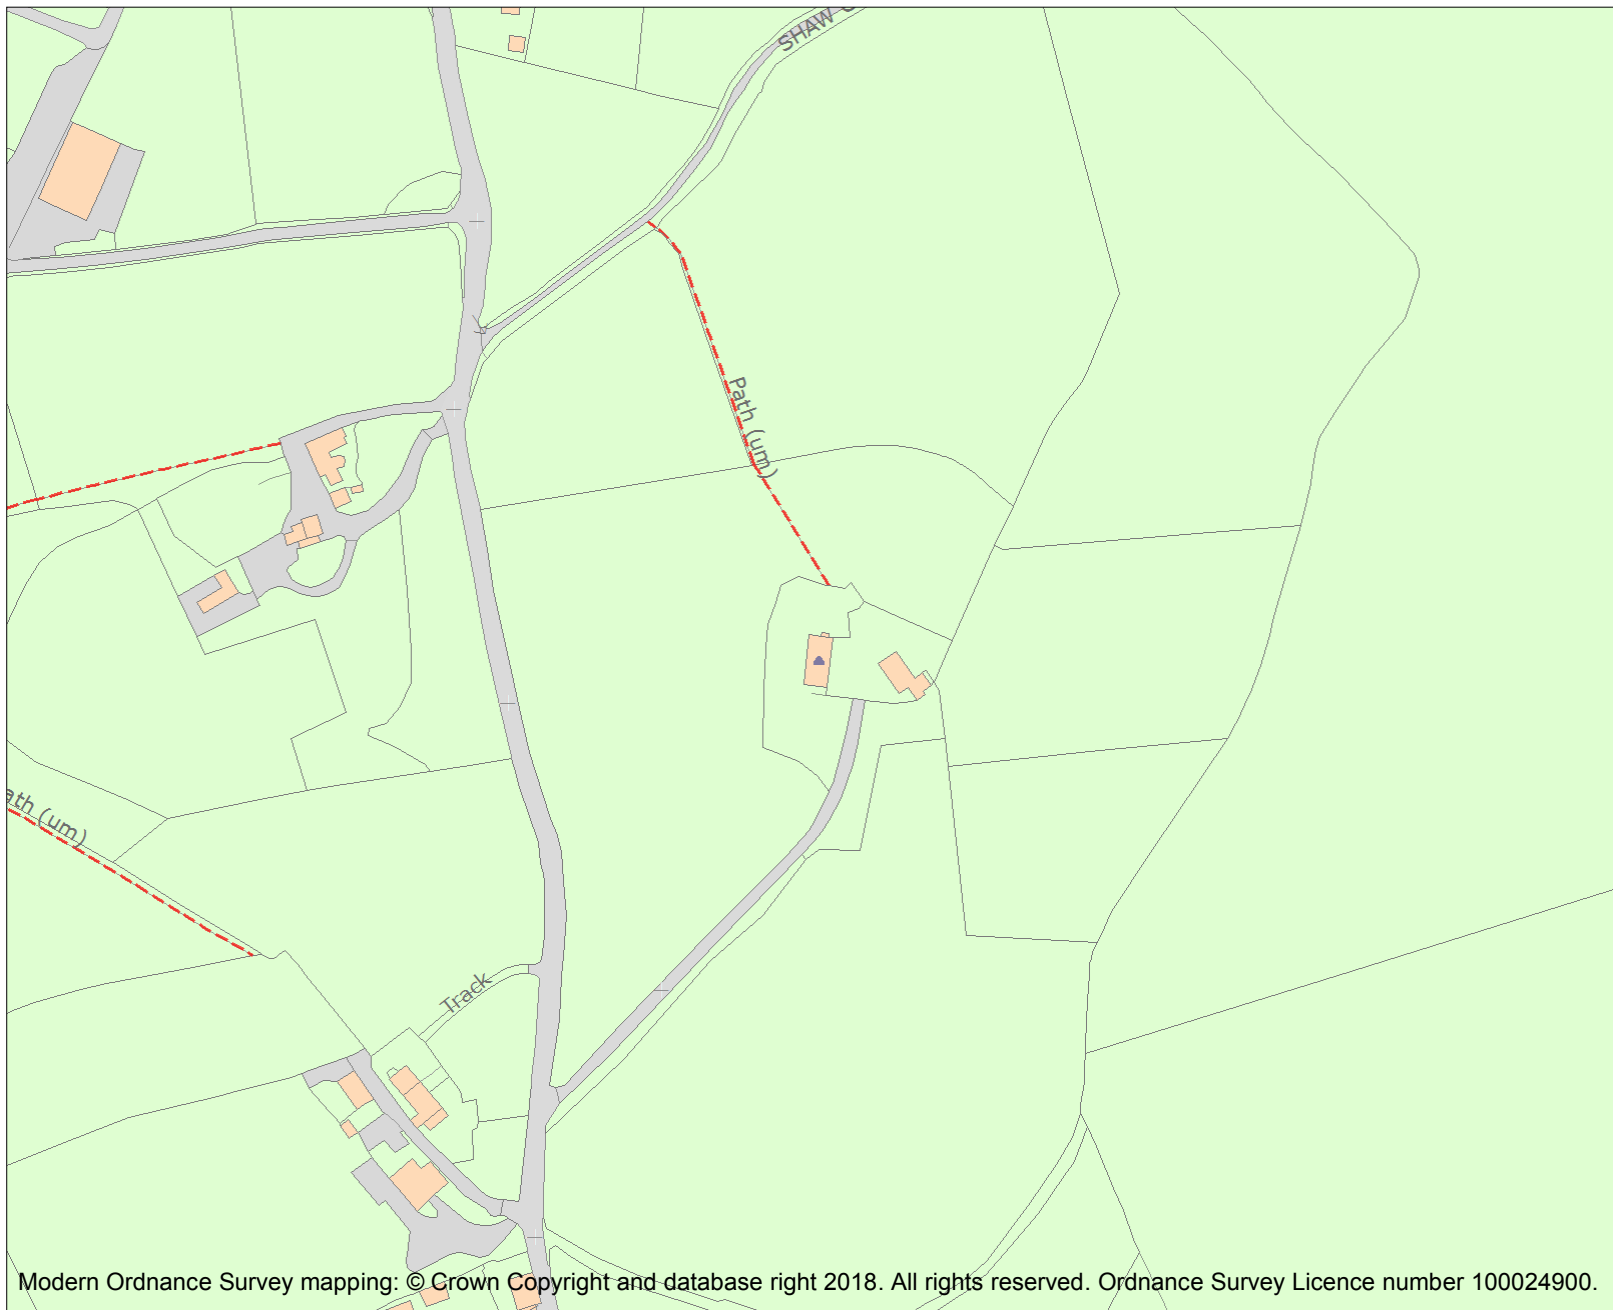 SHAW
Path (um)
ath (um)
Track
Modern Ordnance Survey mapping: © Crown Copyright and database right 2018. All rights reserved. Ordnance Survey Licence number 100024900.